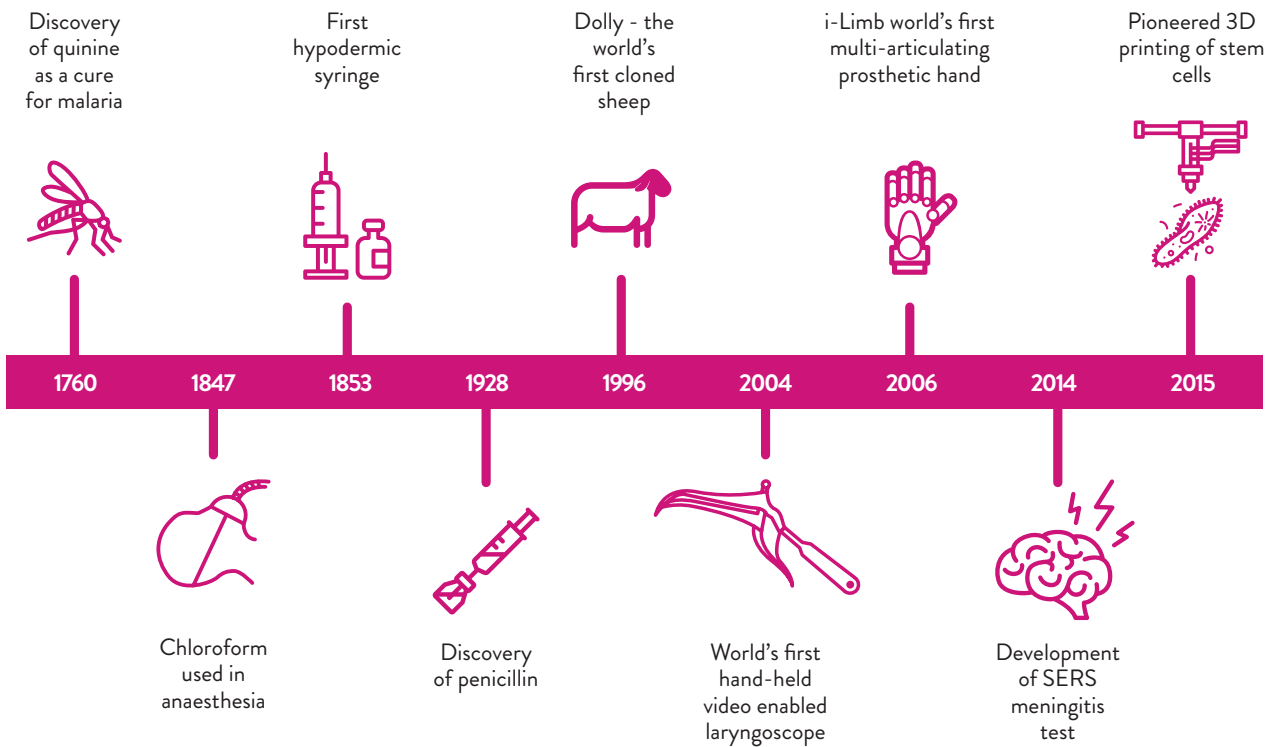 Discovery
of quinine
as a cure
for malaria
First
hypodermic
syringe
Dolly - the
world's
first cloned
sheep
i-Limb world's first
multi-articulating
prosthetic hand
Pioneered 3D
printing of stem
cells
1760
1847
1853
1928
1996
2004
2006
2014
2015
Chloroform
used in
anaesthesia
Discovery
of penicillin
World's first
hand-held
video enabled
laryngoscope
Development
of SERS
meningitis
test